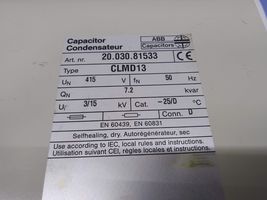 Capacitor
Condensateur
ABB
Capacitors
CE
Art. nr. 20.030.81533
Type CLMD13
UN 415 V fN 50 Hz
QN 7.2 kvar
Ui 3/15 kV Cat. -25/D °C
Conn. D
EN 60439, EN 60831
Selfhealing, dry, Autorégénérateur, sec
Use according to IEC, local rules and instructions
Utilisation suivant CEI, règles locales et instructions